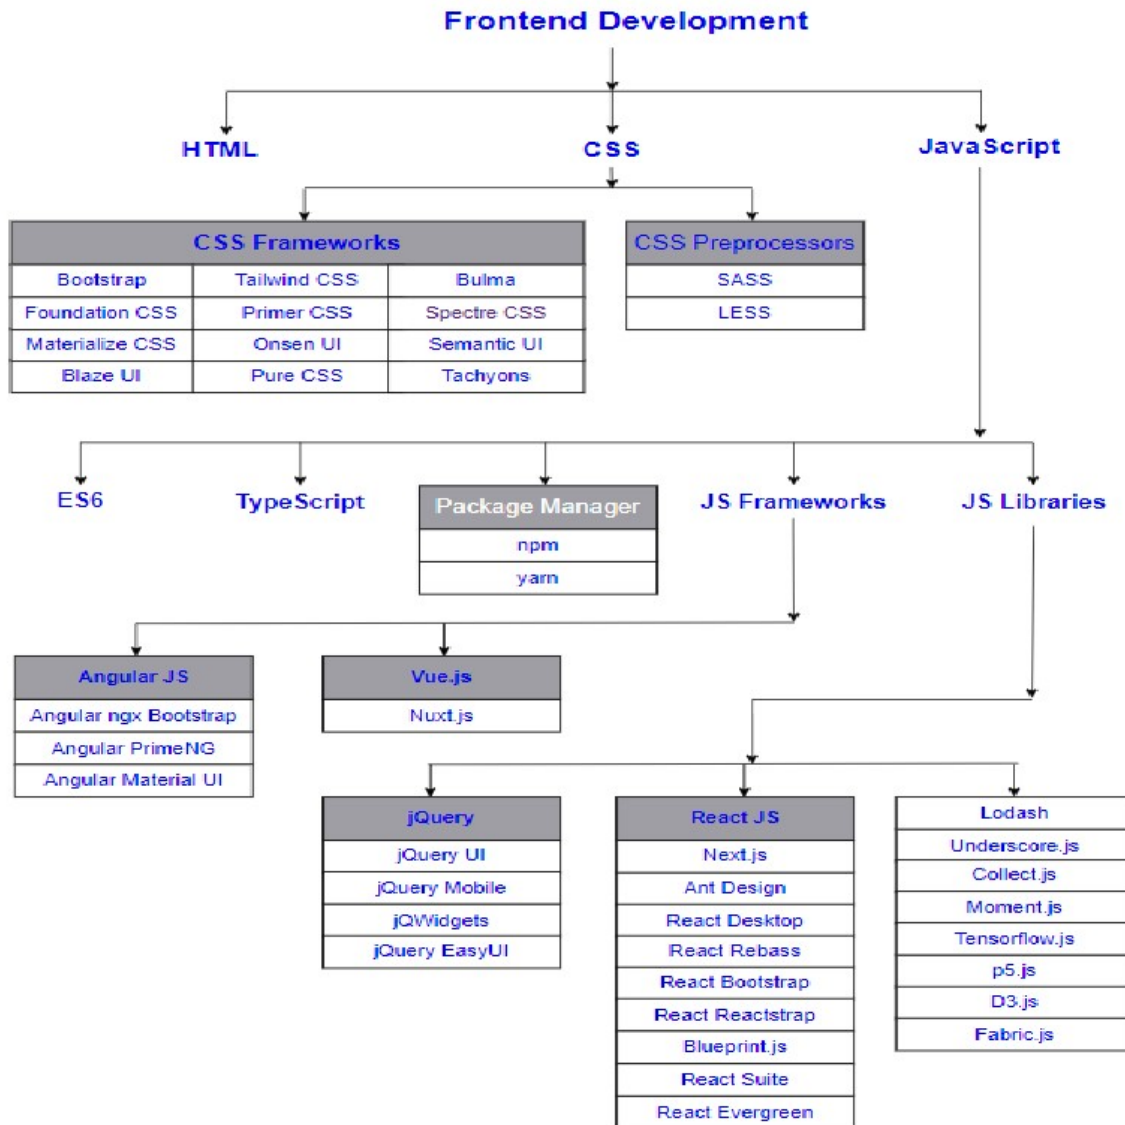 Frontend Development
HTML
CSS
JavaScript
CSS Frameworks
Bootstrap Tailwind CSS Bulma
Foundation CSS Primer CSS Spectre CSS
Materialize CSS Onsen UI Semantic UI
Blaze UI Pure CSS Tachyons
CSS Preprocessors
SASS
LESS
ES6
TypeScript
Package Manager
npm
yarn
JS Frameworks
JS Libraries
Angular JS
Angular ngx Bootstrap
Angular PrimeNG
Angular Material UI
Vue.js
Nuxt.js
jQuery
jQuery UI
jQuery Mobile
jQWidgets
jQuery EasyUI
React JS
Next.js
Ant Design
React Desktop
React Rebass
React Bootstrap
React Reactstrap
Blueprint.js
React Suite
React Evergreen
Lodash
Underscore.js
Collect.js
Moment.js
Tensorflow.js
p5.js
D3.js
Fabric.js